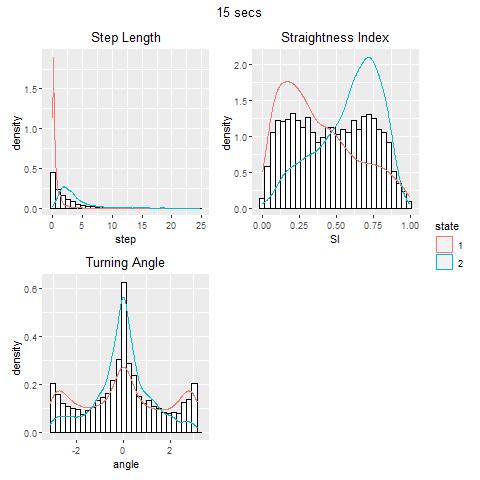 15 secs
Step Length
density
0.0
0.5
1.0
1.5
0 5 10 15 20 25
step
Straightness Index
density
0.0
0.5
1.0
1.5
2.0
0.00 0.25 0.50 0.75 1.00
SI
state
1
2
Turning Angle
density
0.0
0.2
0.4
0.6
-2 0 2
angle